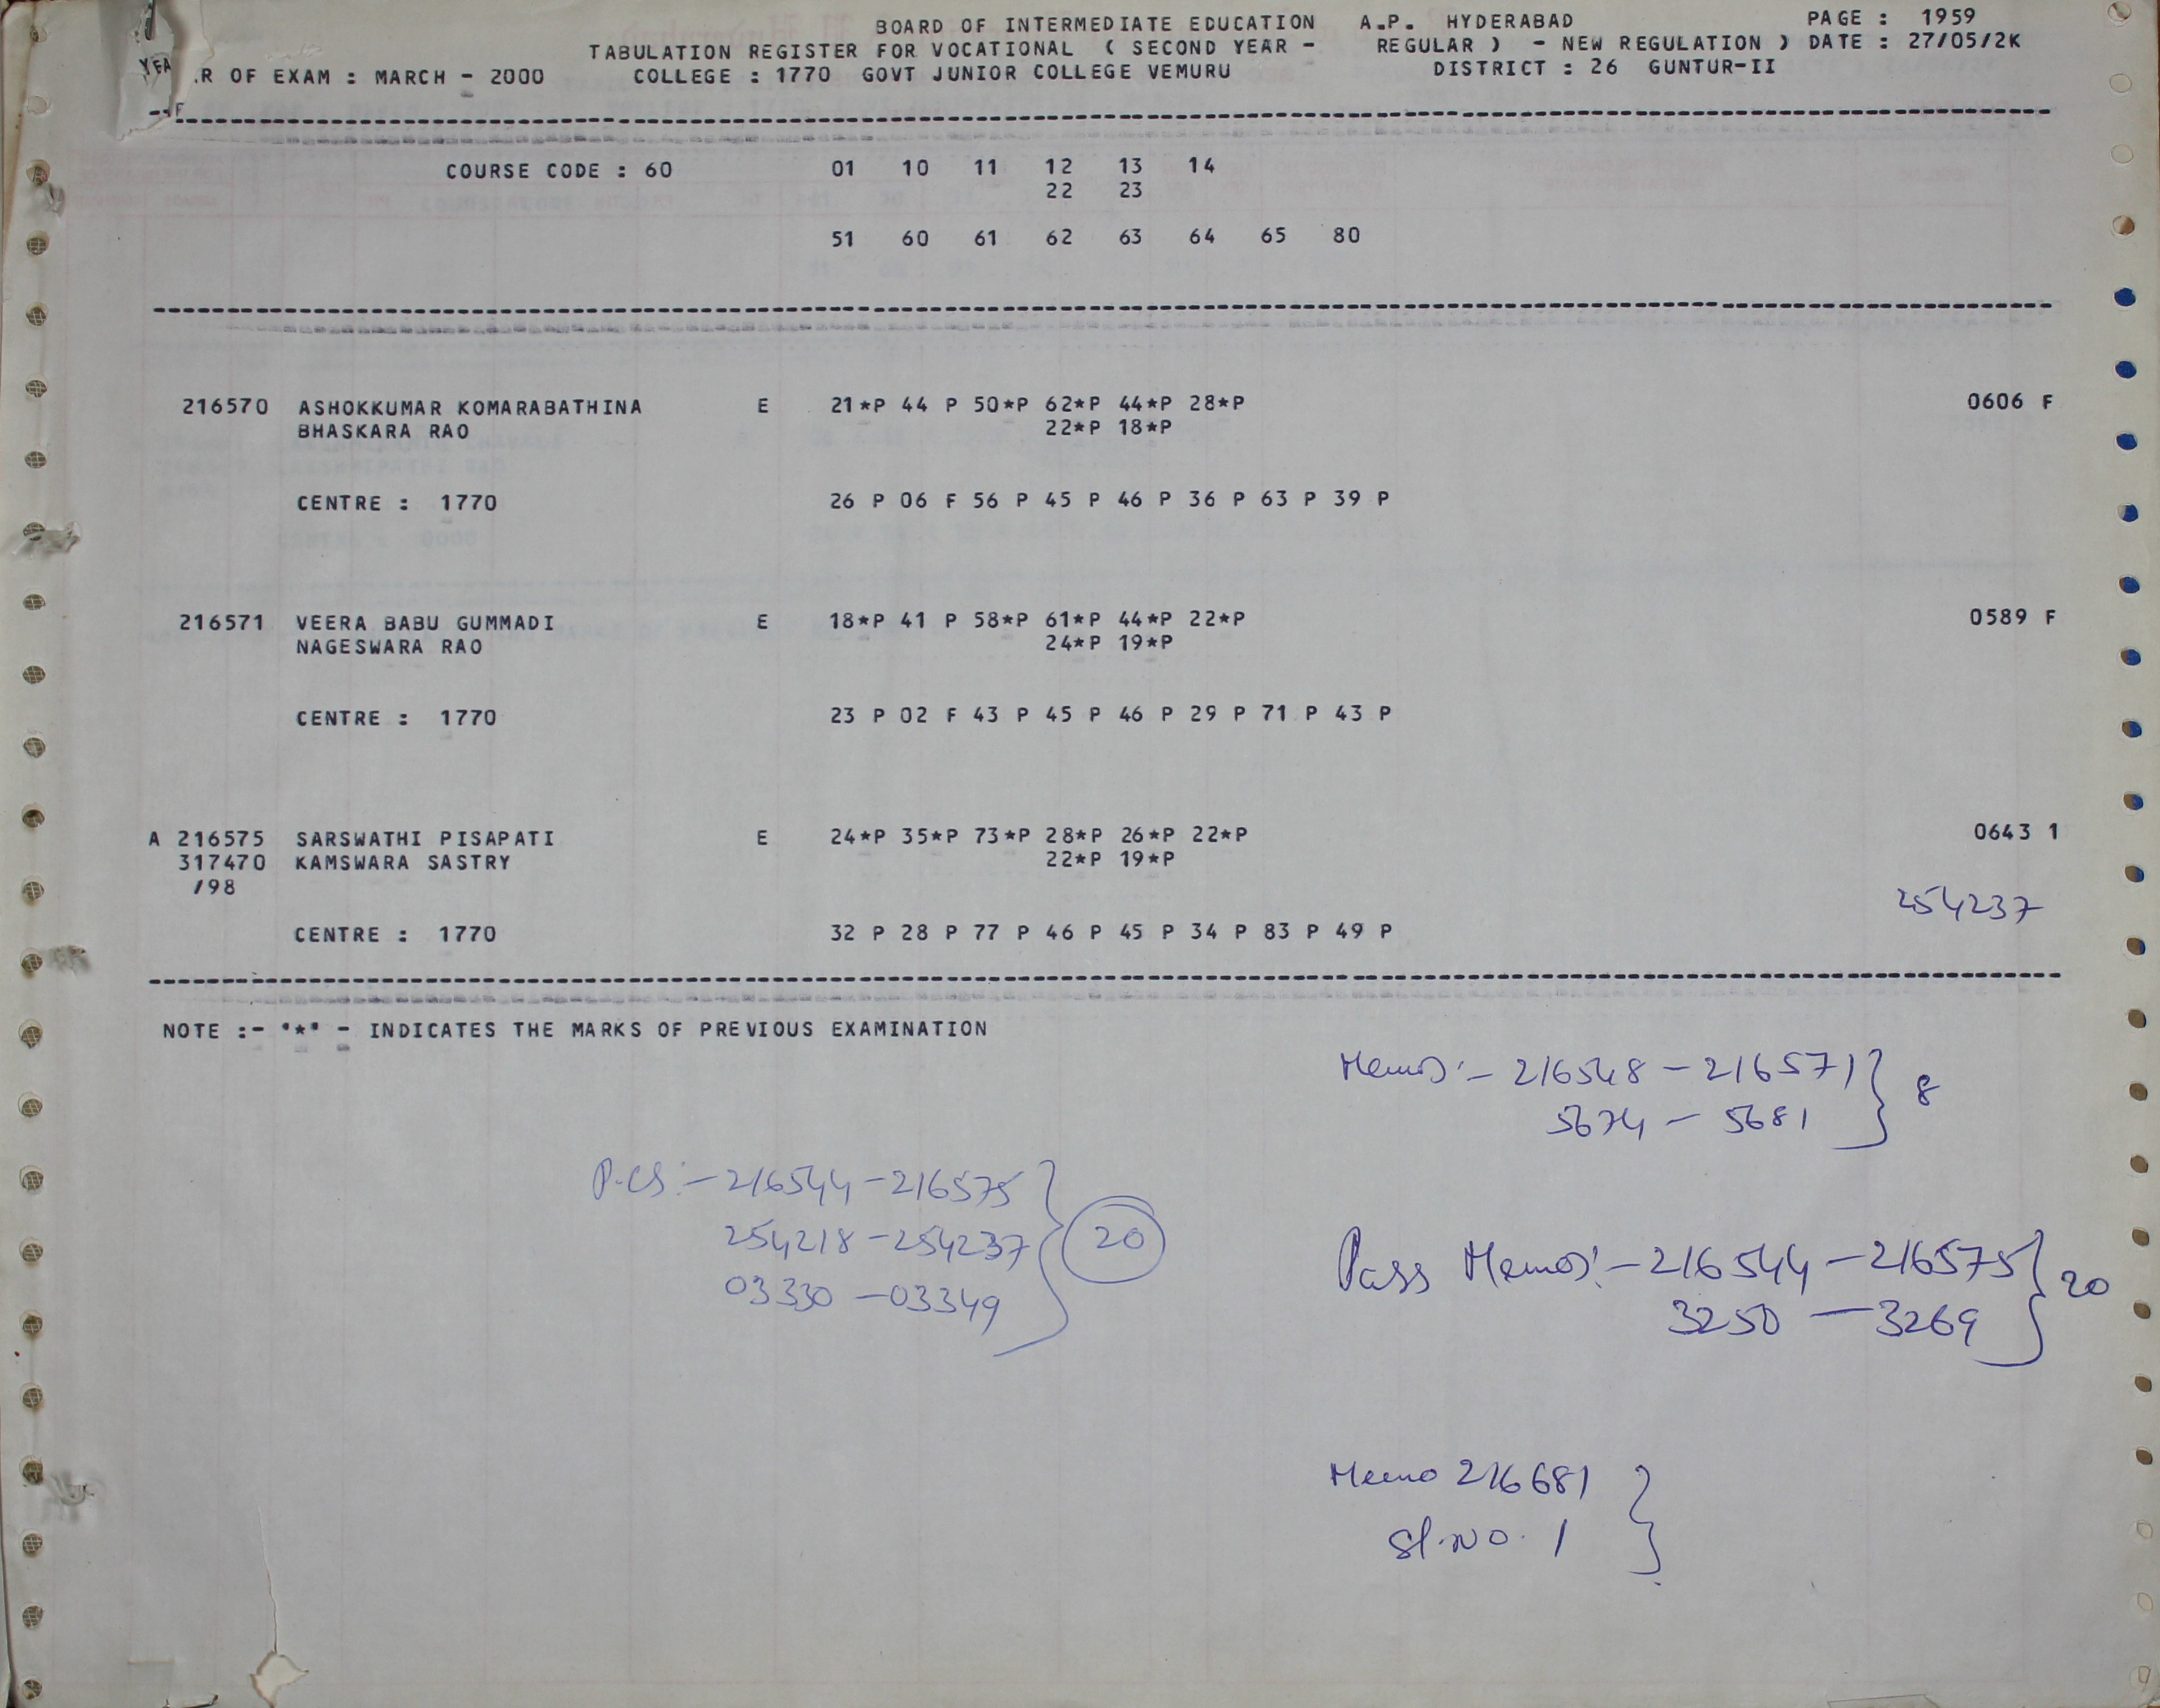 BOARD OF INTERMEDIATE EDUCATION A.P. HYDERABAD PAGE : 1959
TABULATION REGISTER FOR VOCATIONAL ( SECOND YEAR - REGULAR ) - NEW REGULATION ) DATE : 27/05/2K
YEAR OF EXAM : MARCH - 2000 COLLEGE : 1770 GOVT JUNIOR COLLEGE VEMURU DISTRICT : 26 GUNTUR-II
COURSE CODE : 60 01 10 11 12 13 14
22 23
51 60 61 62 63 64 65 80
216570 ASHOKKUMAR KOMARABATHINA E 21*P 44 P 50*P 62*P 44*P 28*P 0606 F
BHASKARA RAO 22*P 18*P
CENTRE : 1770 26 P 06 F 56 P 45 P 46 P 36 P 63 P 39 P
216571 VEERA BABU GUMMADI E 18*P 41 P 58*P 61*P 44*P 22*P 0589 F
NAGESWARA RAO 24*P 19*P
CENTRE : 1770 23 P 02 F 43 P 45 P 46 P 29 P 71 P 43 P
A 216575 SARSWATHI PISAPATI E 24*P 35*P 73*P 28*P 26*P 22*P 0643 1
317470 KAMSWARA SASTRY 22*P 19*P
/98
254237
CENTRE : 1770 32 P 28 P 77 P 46 P 45 P 34 P 83 P 49 P
NOTE :- "*" - INDICATES THE MARKS OF PREVIOUS EXAMINATION
Memos:- 216548 - 216571 } 8
5674 - 5681
P.Cs:- 216544 - 216575
254218 - 254237 } 20
03330 - 03349
Pass Memos:- 216544 - 216575 } 20
3250 - 3269
Memo 216681 }
Sl.No. 1